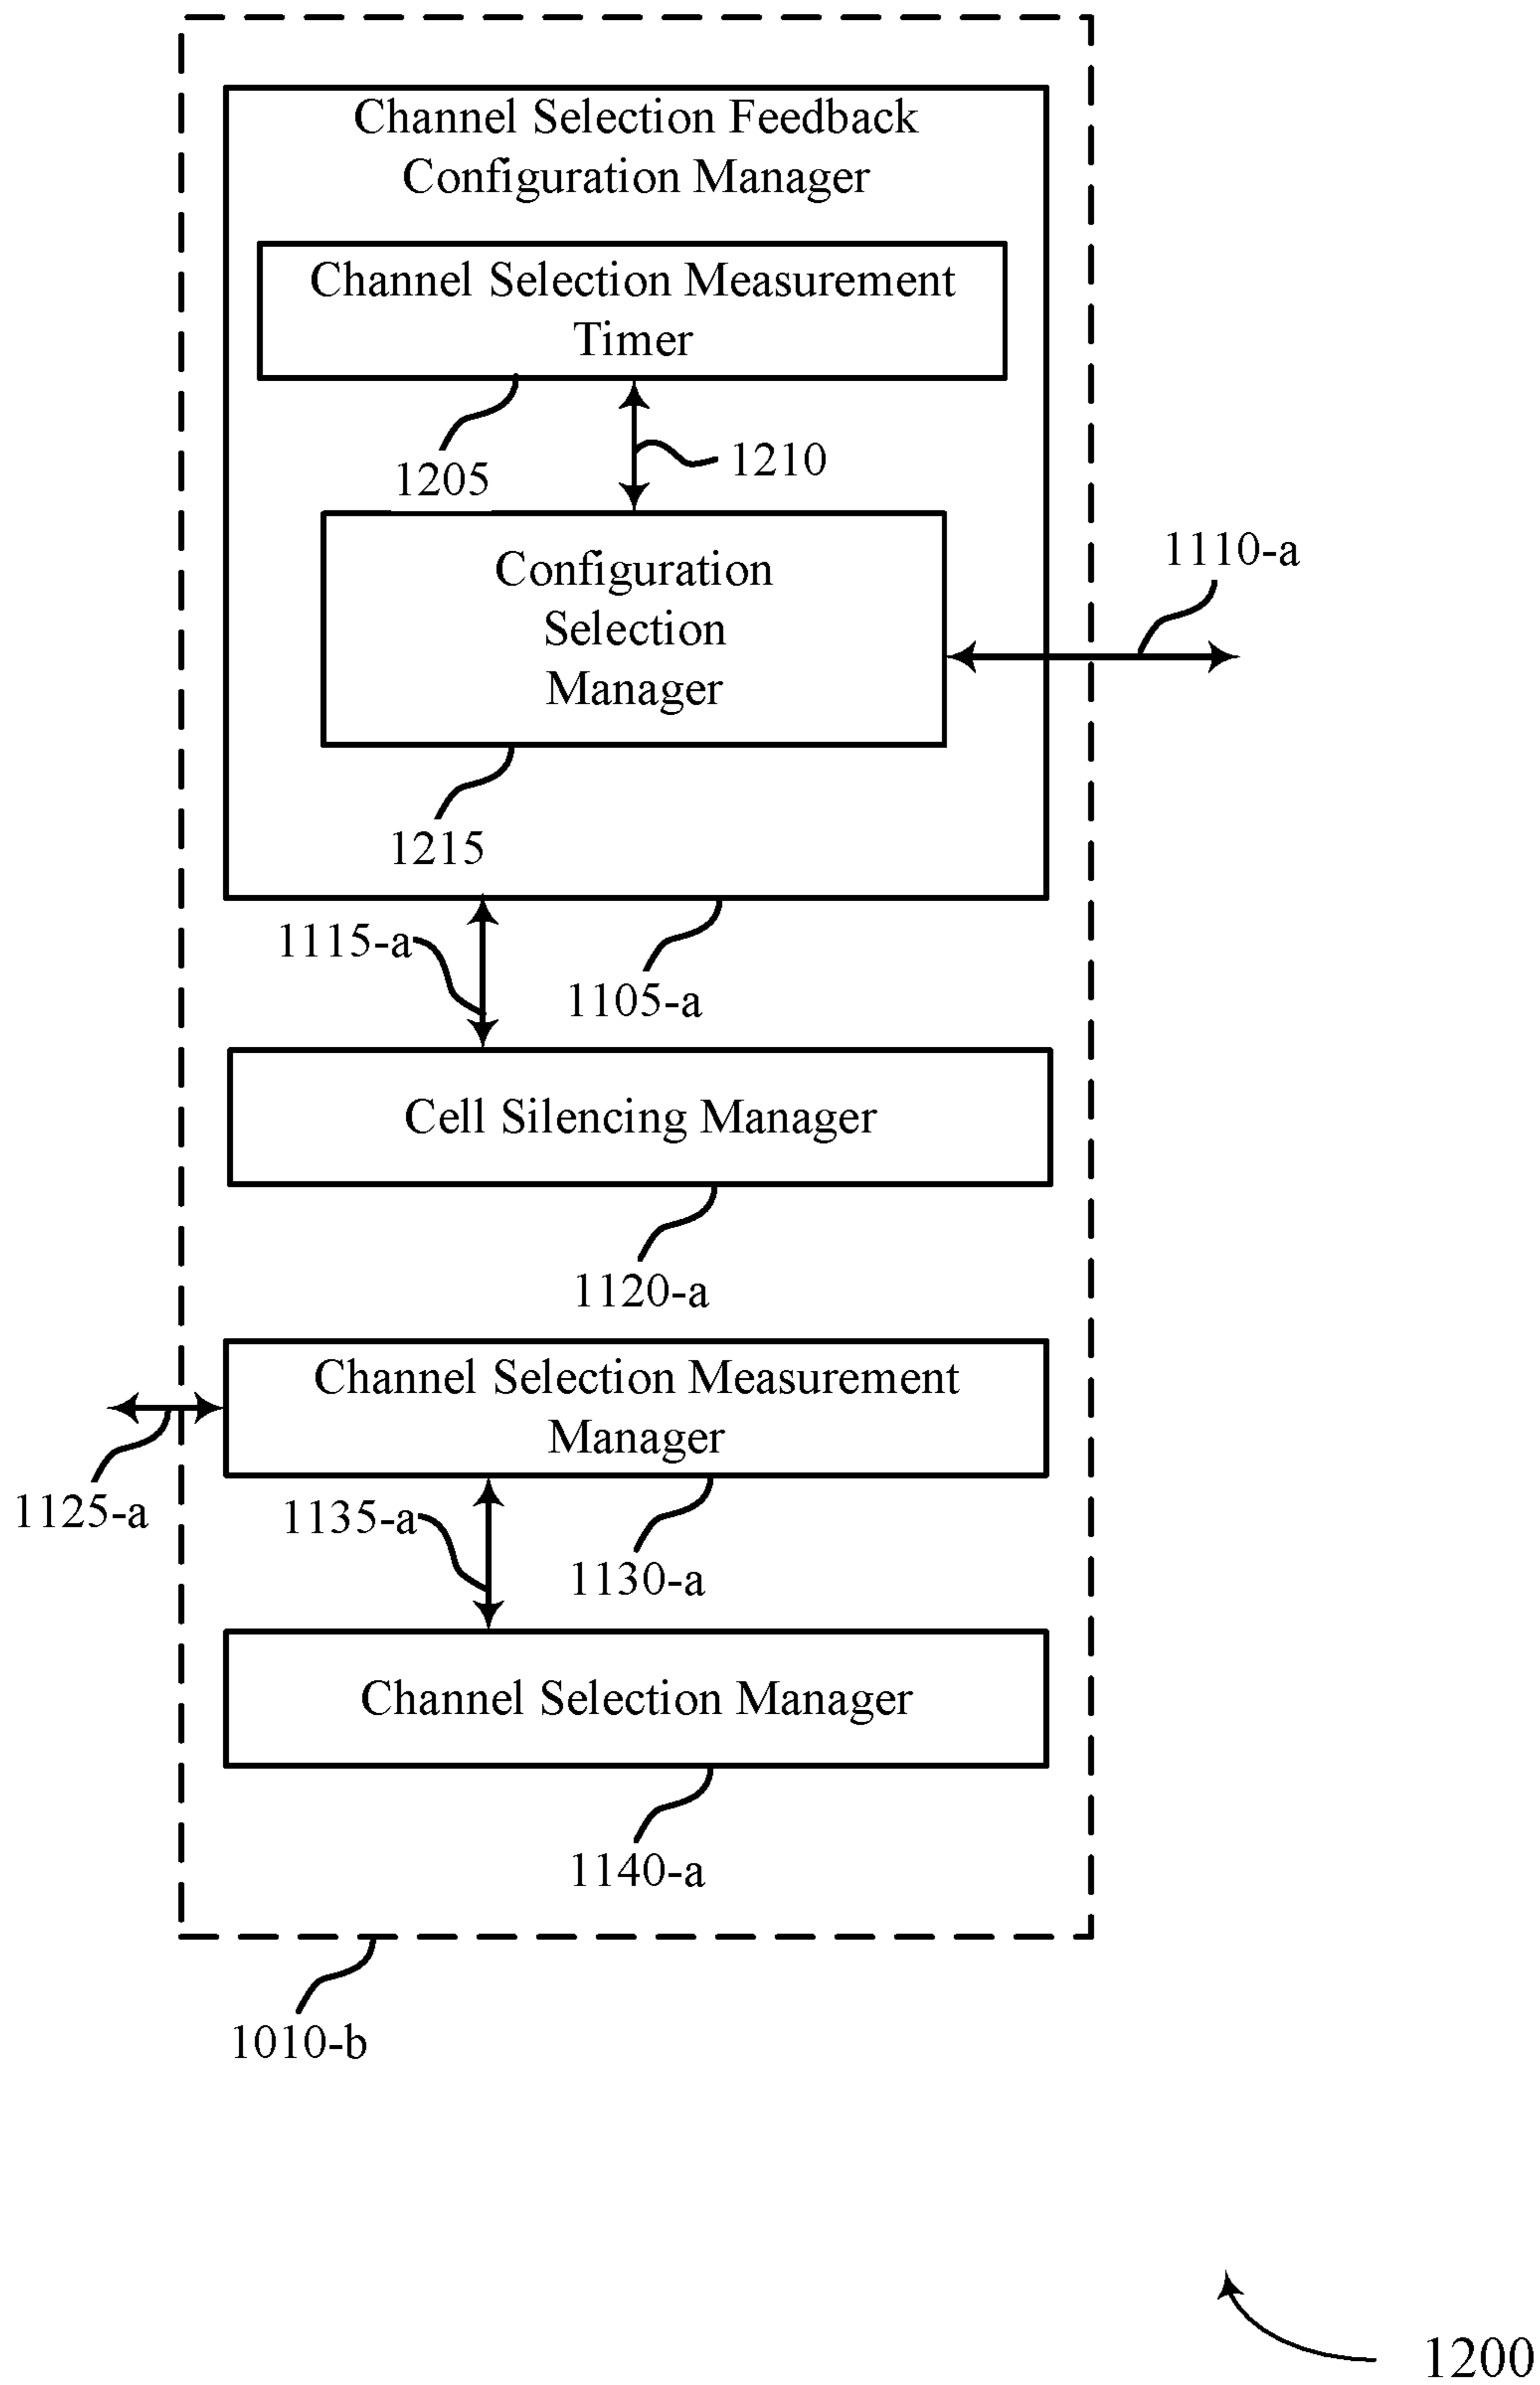 Channel Selection Feedback
Configuration Manager
Channel Selection Measurement
Timer
1205
1210
Configuration
Selection
Manager
1110-a
1215
1115-a
1105-a
Cell Silencing Manager
1120-a
Channel Selection Measurement
Manager
1125-a
1135-a
1130-a
Channel Selection Manager
1140-a
1010-b
1200